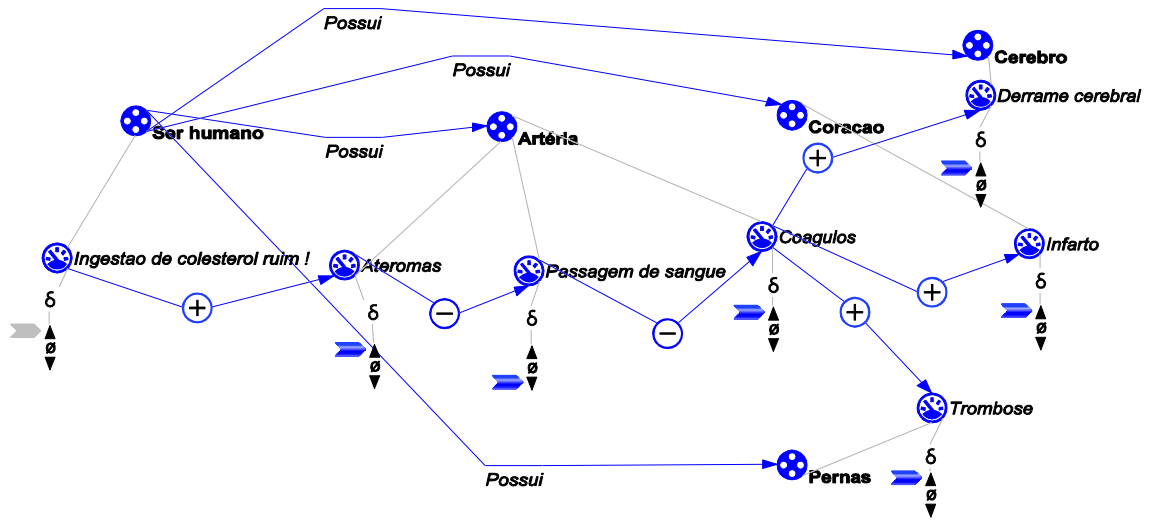 Possui
Cerebro
Possui
Derrame cerebral
Ser humano
Coracao
Artéria
Possui
+
δ
ø
Coagulos
Infarto
Ingestao de colesterol ruim !
Ateromas
Passagem de sangue
δ
+
δ
−
δ
−
δ
+
+
δ
ø
ø
ø
ø
ø
Trombose
δ
Pernas
Possui
ø